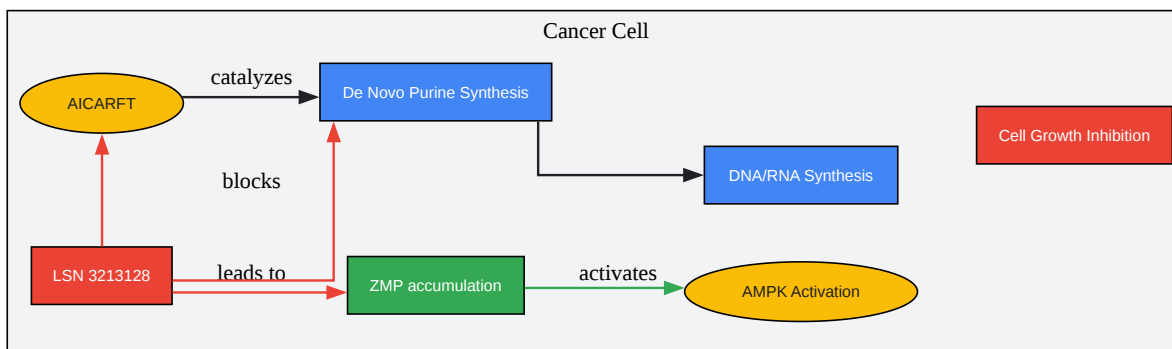 Cancer Cell
catalyzes
De Novo Purine Synthesis
AICARFT
Cell Growth Inhibition
blocks
DNA/RNA Synthesis
LSN 3213128
leads to
ZMP accumulation
activates
AMPK Activation